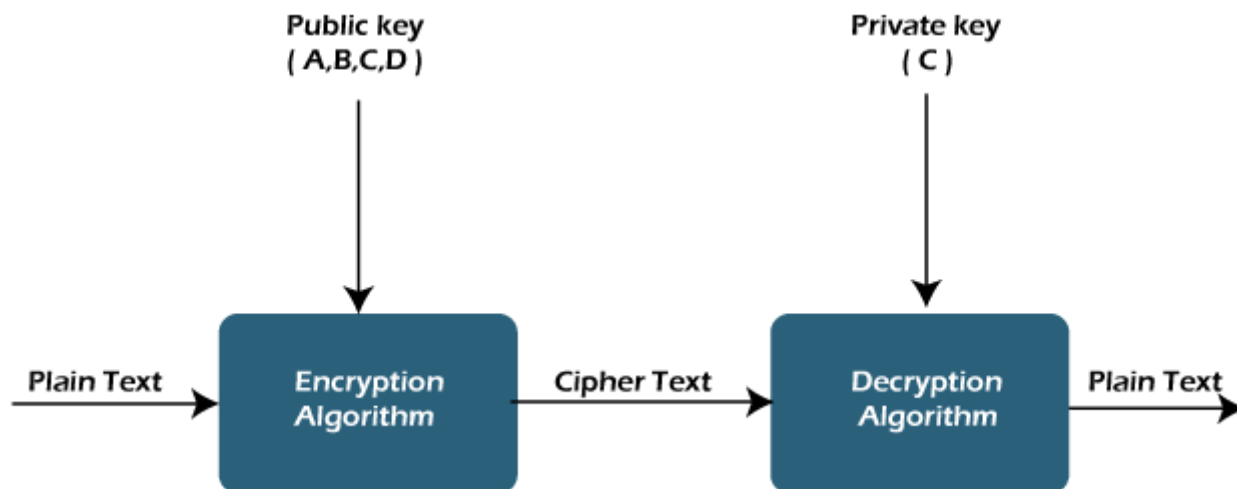 Public key
( A,B,C,D )
Private key
( C )
Plain Text
Encryption
Algorithm
Cipher Text
Decryption
Algorithm
Plain Text